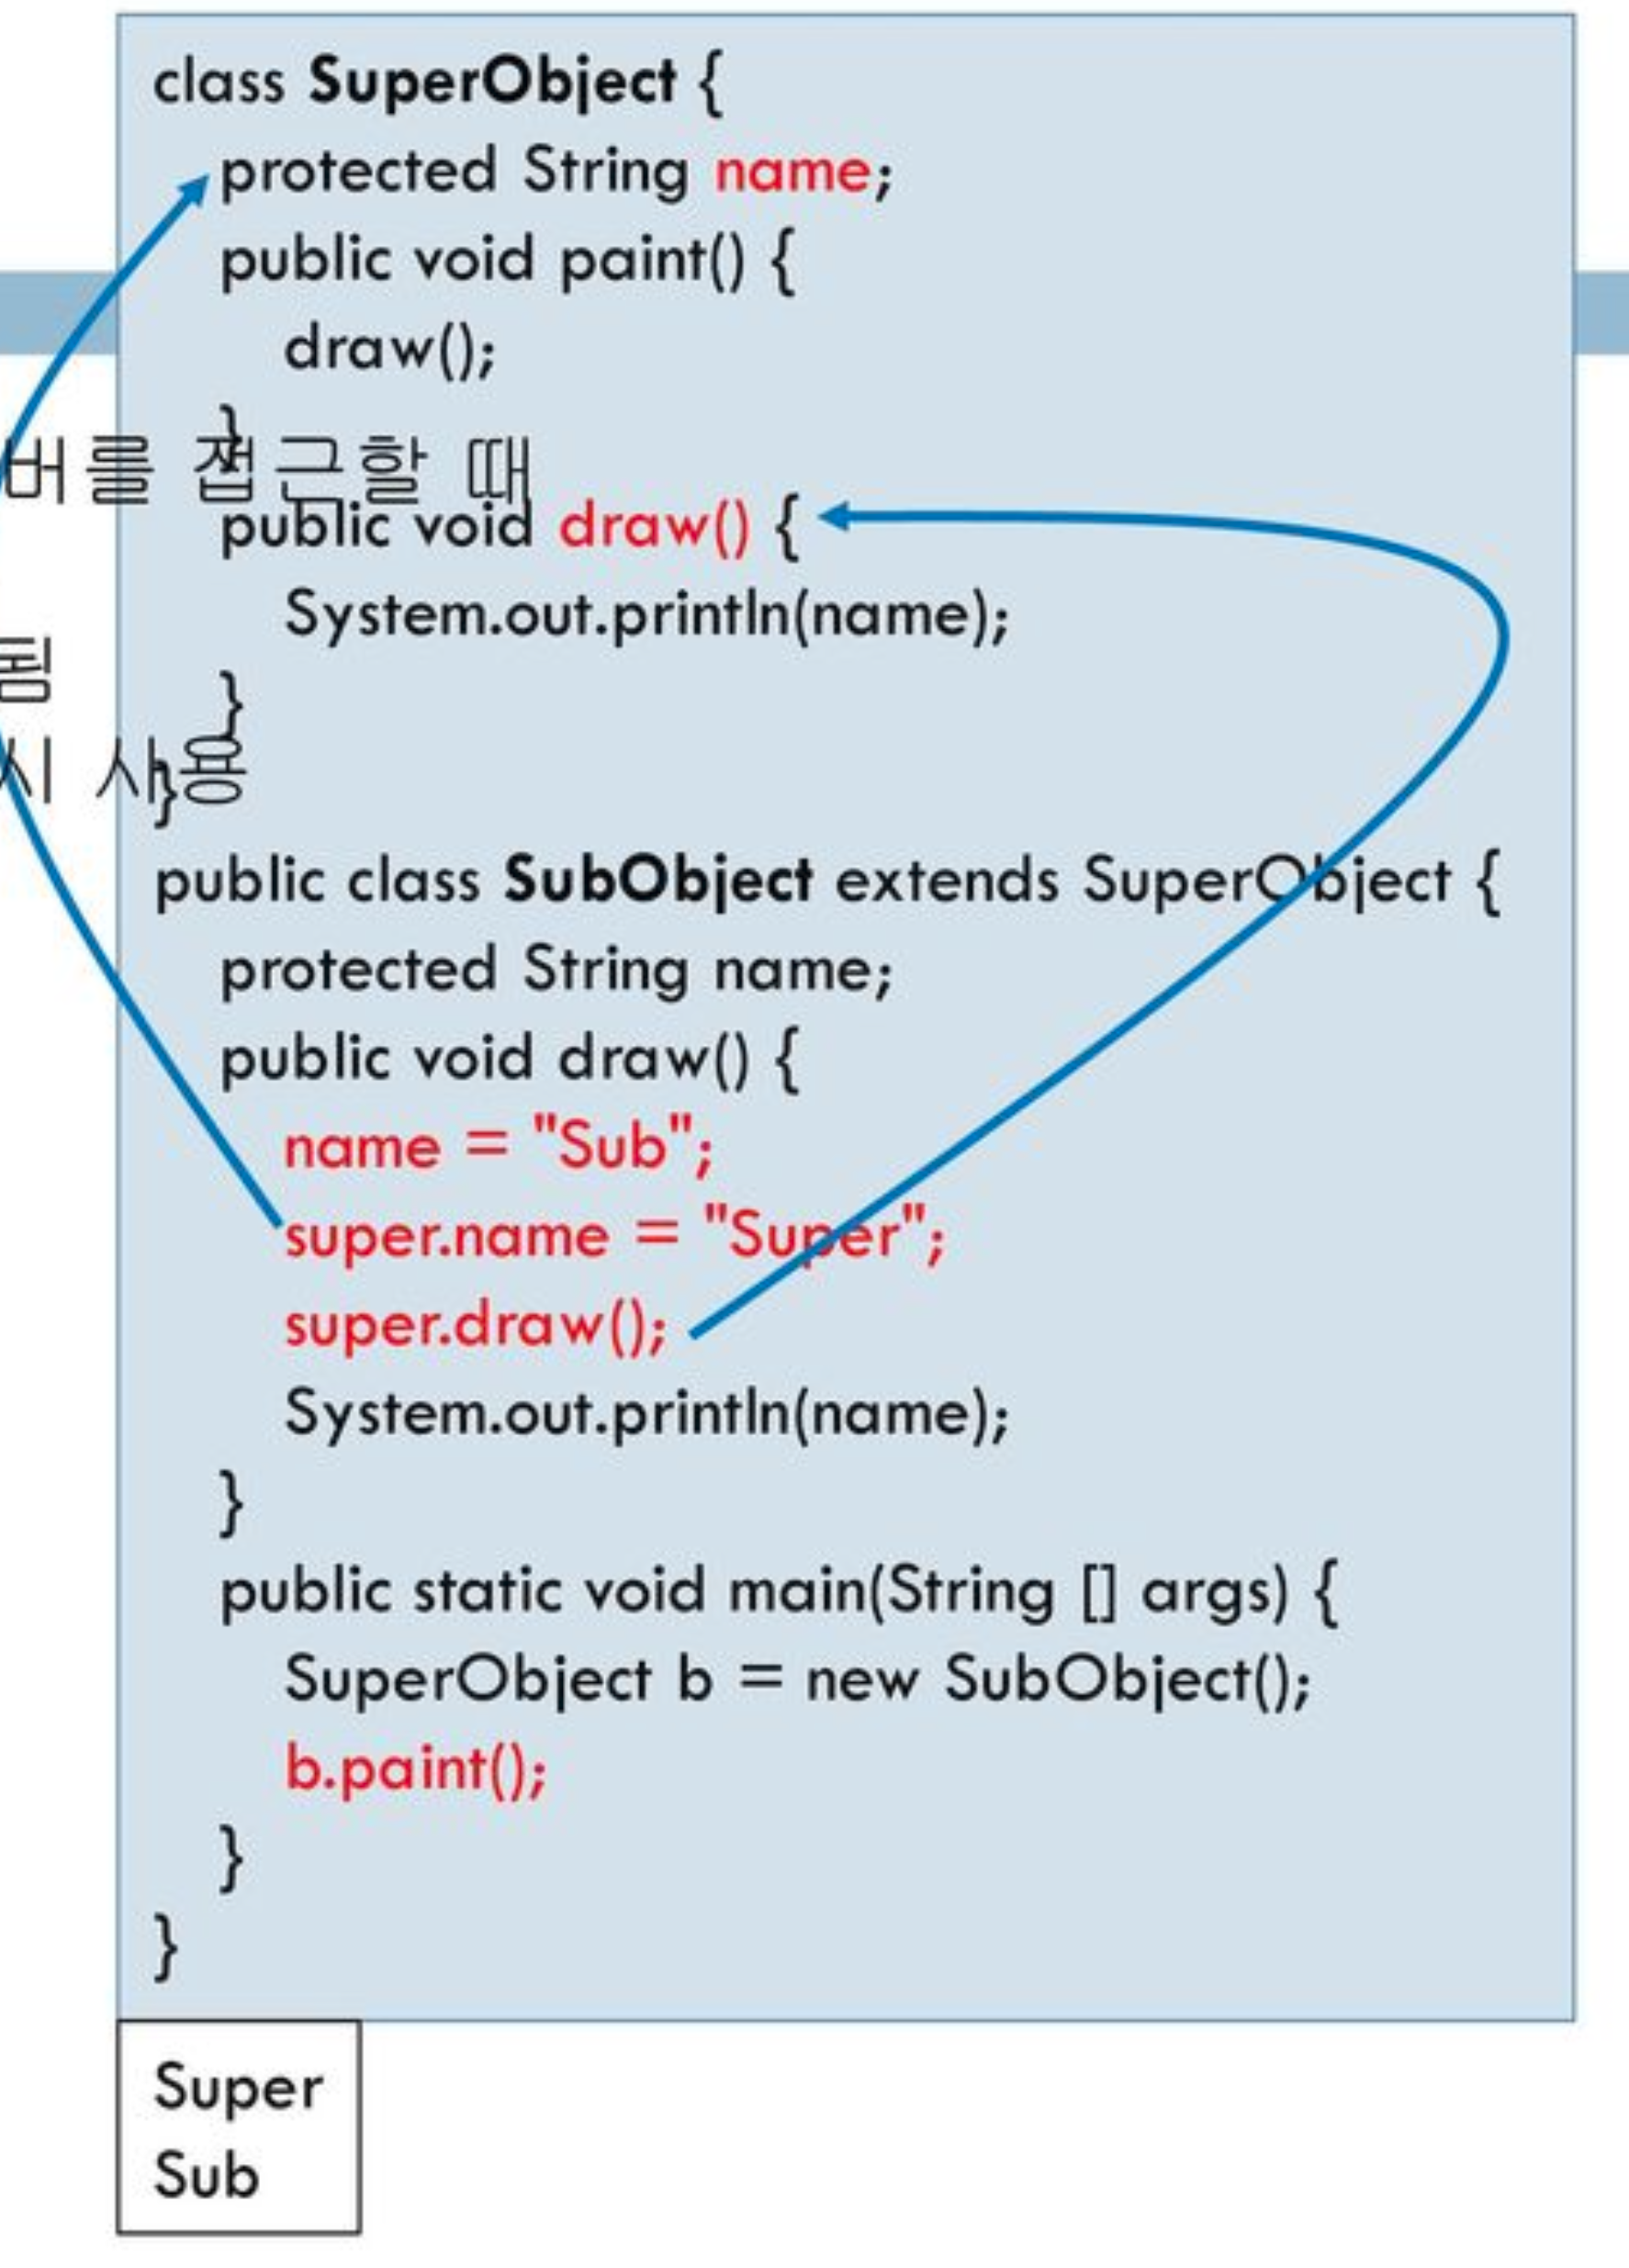 class SuperObject {
protected String name;
public void paint() {
draw();
}
버를 접근할 때
public void draw() {
System.out.println(name);
됨
}
시 사용
}
public class SubObject extends SuperObject {
protected String name;
public void draw() {
name = "Sub";
super.name = "Super";
super.draw();
System.out.println(name);
}
public static void main(String [] args) {
SuperObject b = new SubObject();
b.paint();
}
}
Super
Sub